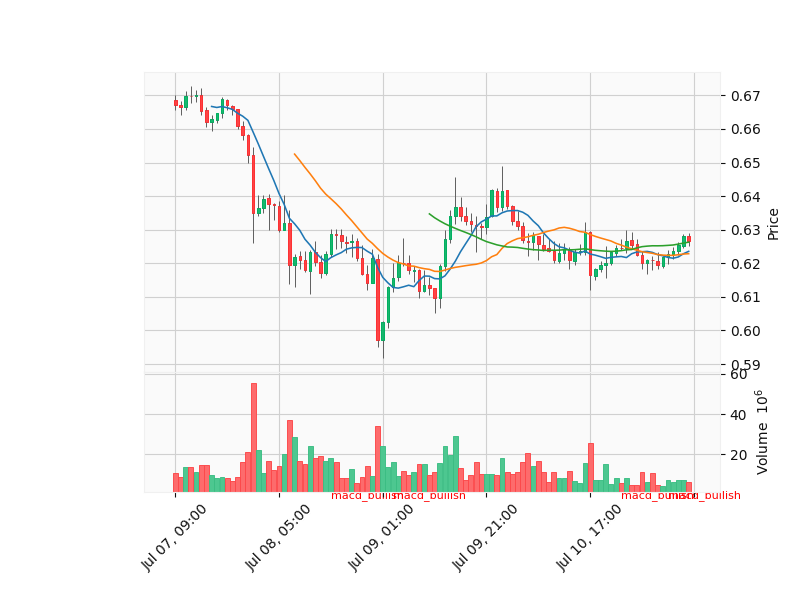 0.67
0.66
0.65
0.64
0.63
0.62
0.61
0.60
0.59
Price
60
40
20
Volume 10⁶
macd_bullish
macd_bullish
macd_bullish
macd_bullish
Jul 07, 09:00
Jul 08, 05:00
Jul 09, 01:00
Jul 09, 21:00
Jul 10, 17:00